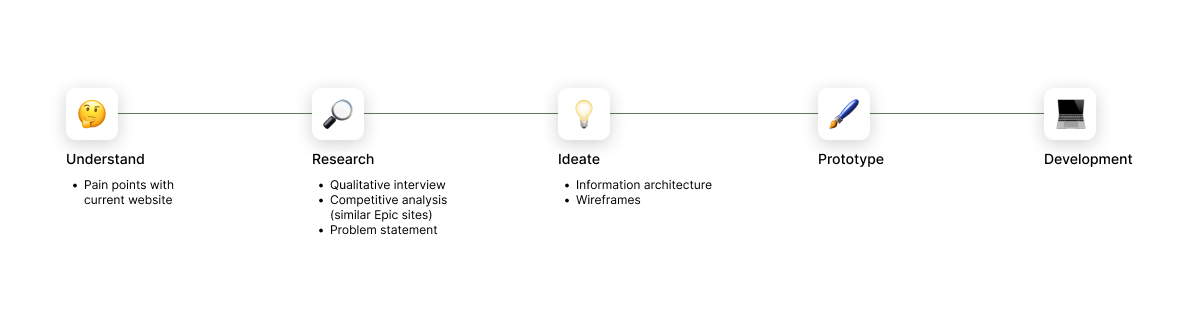 Understand
• Pain points with
current website
Research
• Qualitative interview
• Competitive analysis
(similar Epic sites)
• Problem statement
Ideate
• Information architecture
• Wireframes
Prototype
Development